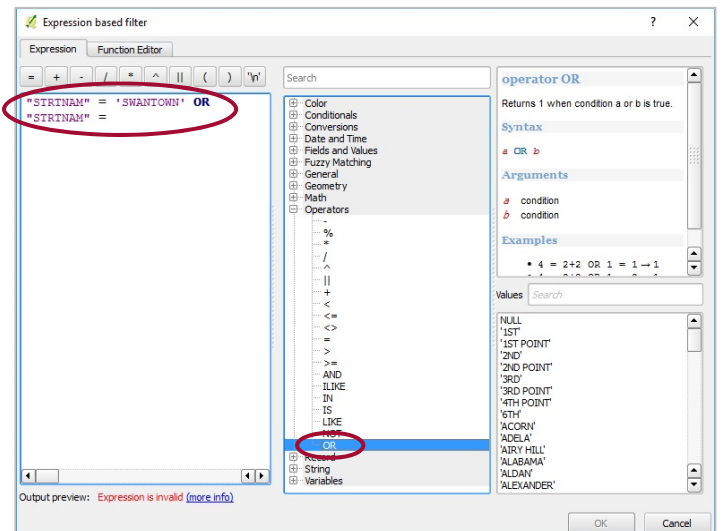 Expression based filter
? X
Expression Function Editor
= + - / * ^ || ( ) '\n'
"STRTNAM" = 'SWANTOWN' OR
"STRTNAM" =
Output preview: Expression is invalid (more info)
Search
Color
Conditionals
Conversions
Date and Time
Fields and Values
Fuzzy Matching
General
Geometry
Math
Operators
-
%
*
/
^
||
+
<
<=
<>
=
>
>=
AND
ILIKE
IN
IS
LIKE
NOT
OR
Record
String
Variables
operator OR
Returns 1 when condition a or b is true.
Syntax
a OR b
Arguments
a condition
b condition
Examples
• 4 = 2+2 OR 1 = 1 → 1
Values Search
NULL
'1ST'
'1ST POINT'
'2ND'
'2ND POINT'
'3RD'
'3RD POINT'
'4TH POINT'
'6TH'
'ACORN'
'ADELA'
'AIRY HILL'
'ALABAMA'
'ALDAN'
'ALEXANDER'
OK Cancel